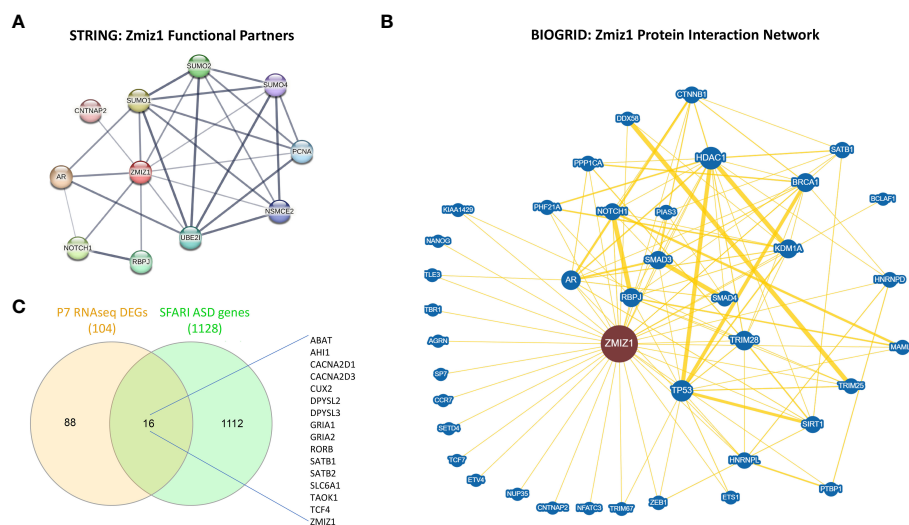 A
STRING: Zmiz1 Functional Partners
SUMO2
SUMO4
SUMO1
CNTNAP2
PCNA
AR
ZMIZ1
NSMCE2
UBE2I
NOTCH1
RBPJ
B
BIOGRID: Zmiz1 Protein Interaction Network
CTNNB1
DDX58
SATB1
HDAC1
PPP1CA
BRCA1
BCLAF1
KIAA1429
PHF21A
NOTCH1
PIAS3
NANOG
KDM1A
SMAD3
TLE3
AR
HNRNPD
RBPJ
SMAD4
TBR1
AGRN
ZMIZ1
TRIM28
MAML
SP7
TP53
TRIM25
CCR7
SETD4
SIRT1
TCF7
HNRNPL
ETV4
NUP35
CNTNAP2
NFATC3
TRIM67
ZEB1
ETS1
PTBP1
C
P7 RNAseq DEGs
(104)
SFARI ASD genes
(1128)
88
16
1112
ABAT
AHI1
CACNA2D1
CACNA2D3
CUX2
DPYSL2
DPYSL3
GRIA1
GRIA2
RORB
SATB1
SATB2
SLC6A1
TAOK1
TCF4
ZMIZ1